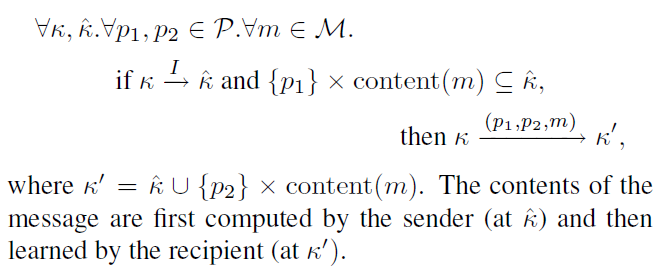 ∀κ, κ̂.∀p₁, p₂ ∈ 𝒫.∀m ∈ ℳ.
if κ —I→ κ̂ and {p₁} × content(m) ⊆ κ̂,
then κ —(p₁,p₂,m)→ κ′,
where κ′ = κ̂ ∪ {p₂} × content(m). The contents of the
message are first computed by the sender (at κ̂) and then
learned by the recipient (at κ′).